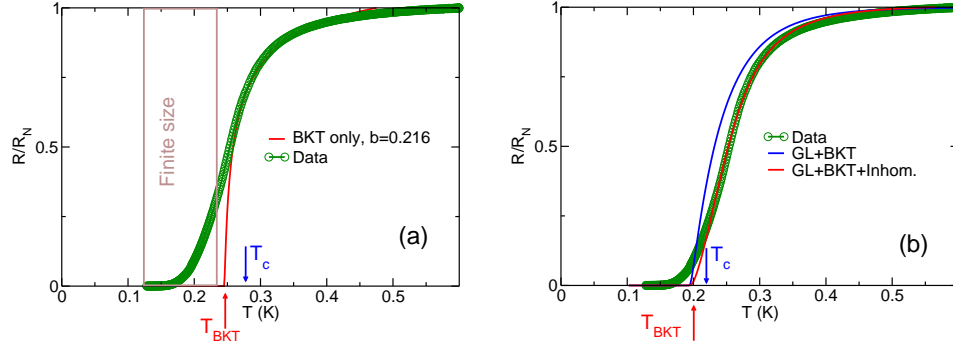 1
0.5
0
R/R_N
Finite size
BKT only, b=0.216
Data
(a)
T_c
0 0.1 0.2 0.3 0.4 0.5
T (K)
T_BKT
1
0.5
0
R/R_N
Data
GL+BKT
GL+BKT+Inhom.
(b)
T_c
0 0.1 0.2 0.3 0.4 0.5
T (K)
T_BKT